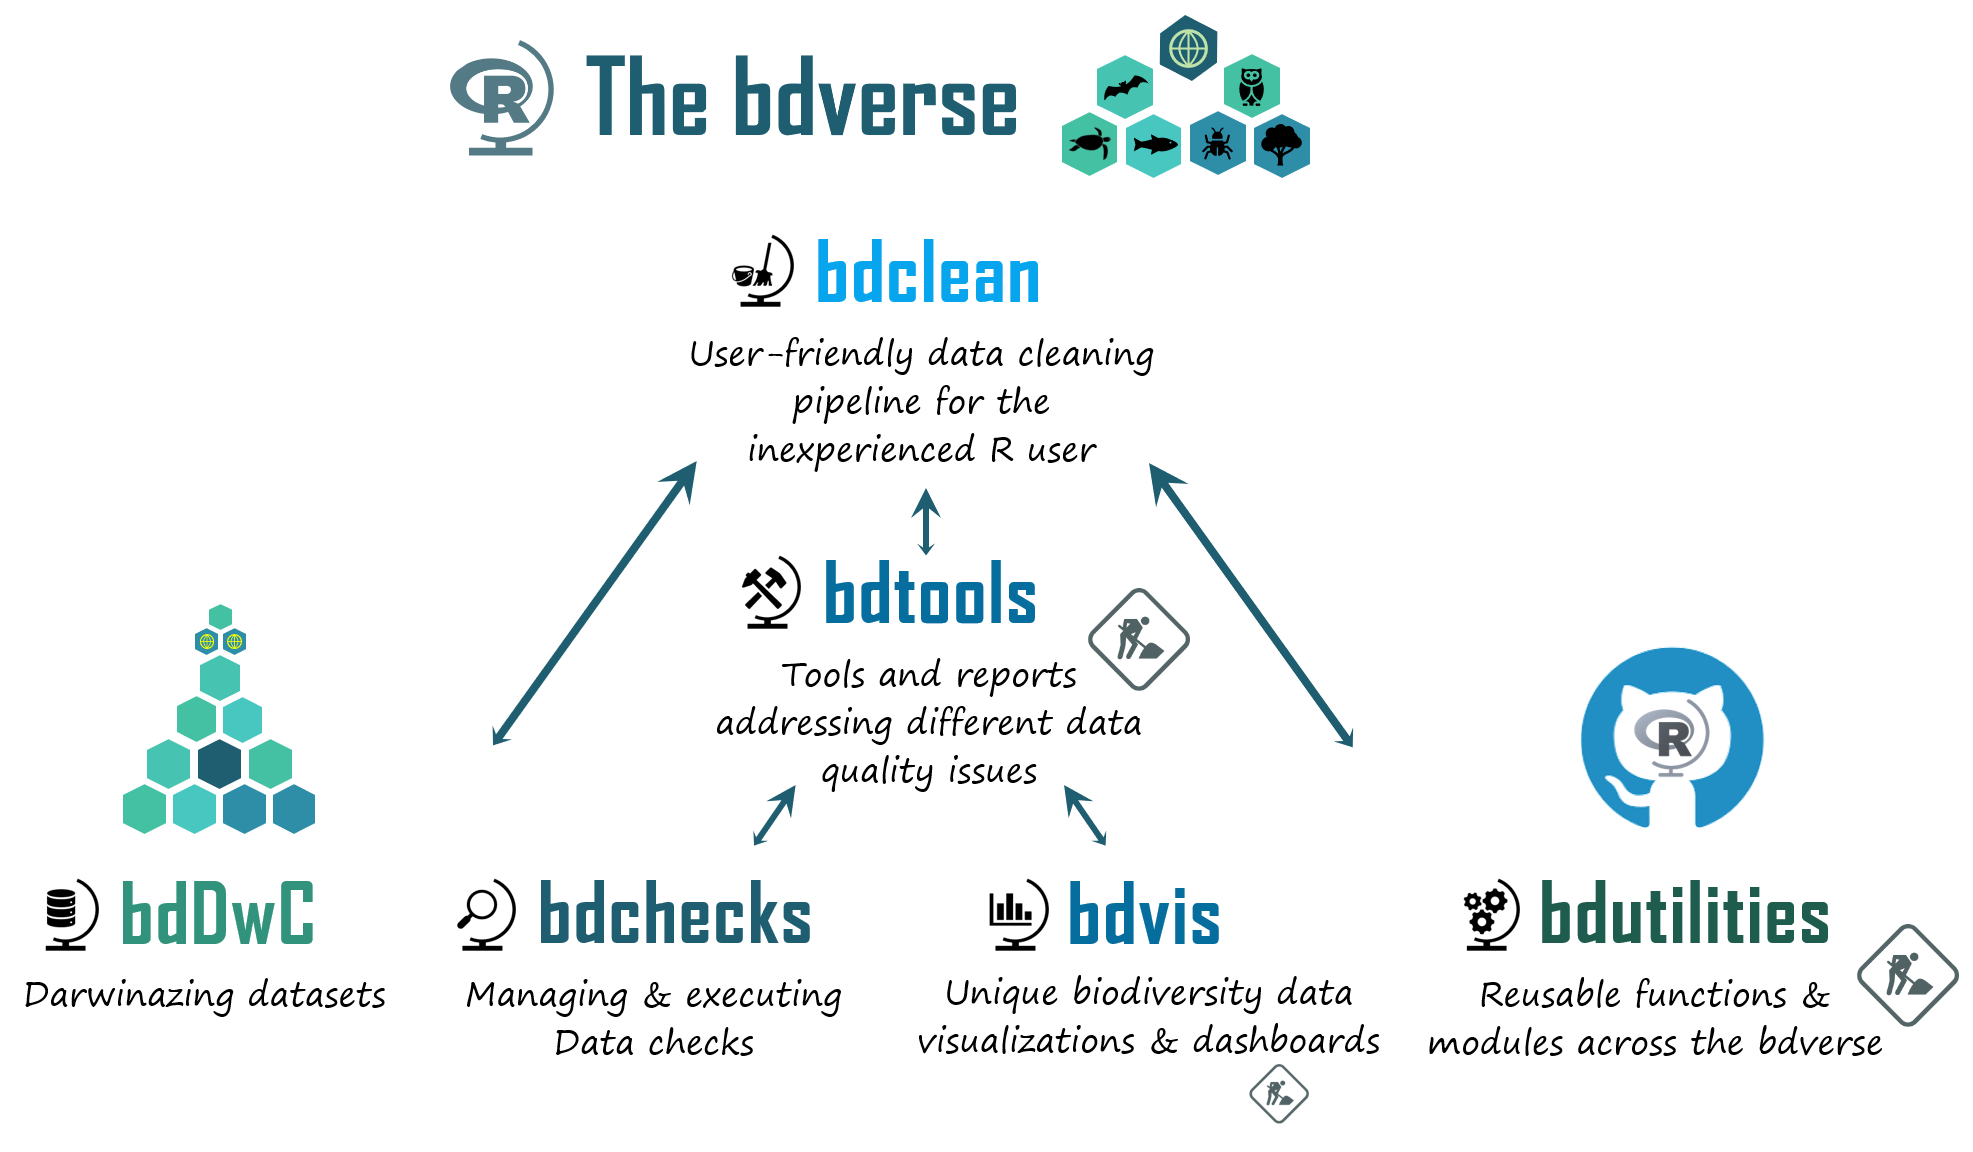 R
The bdverse
bdclean
User-friendly data cleaning
pipeline for the
inexperienced R user
bdtools
Tools and reports
addressing different data
quality issues
R
bdDwC
Darwinazing datasets
bdchecks
Managing & executing
Data checks
bdvis
Unique biodiversity data
visualizations & dashboards
bdutilities
Reusable functions &
modules across the bdverse